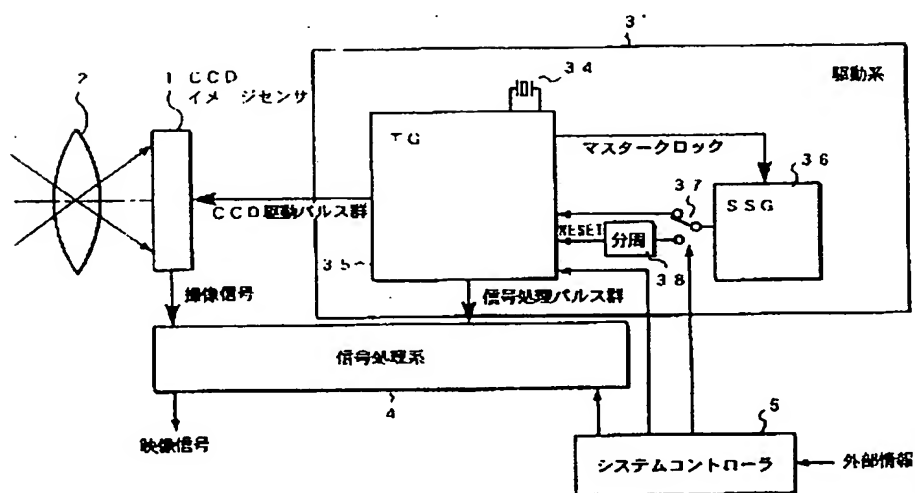 3
2
1 CCD
イメージセンサ
34
駆動系
TG
マスタークロック
36
37
SSG
CCD駆動パルス群
RESET
分周
38
35
撮像信号
信号処理パルス群
信号処理系
4
映像信号
5
システムコントローラ
外部情報